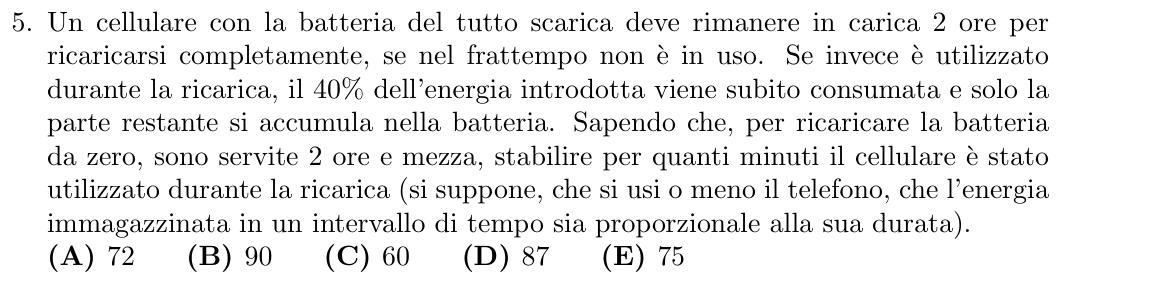 5. Un cellulare con la batteria del tutto scarica deve rimanere in carica 2 ore per
ricaricarsi completamente, se nel frattempo non è in uso. Se invece è utilizzato
durante la ricarica, il 40% dell'energia introdotta viene subito consumata e solo la
parte restante si accumula nella batteria. Sapendo che, per ricaricare la batteria
da zero, sono servite 2 ore e mezza, stabilire per quanti minuti il cellulare è stato
utilizzato durante la ricarica (si suppone, che si usi o meno il telefono, che l'energia
immagazzinata in un intervallo di tempo sia proporzionale alla sua durata).
(A) 72 (B) 90 (C) 60 (D) 87 (E) 75